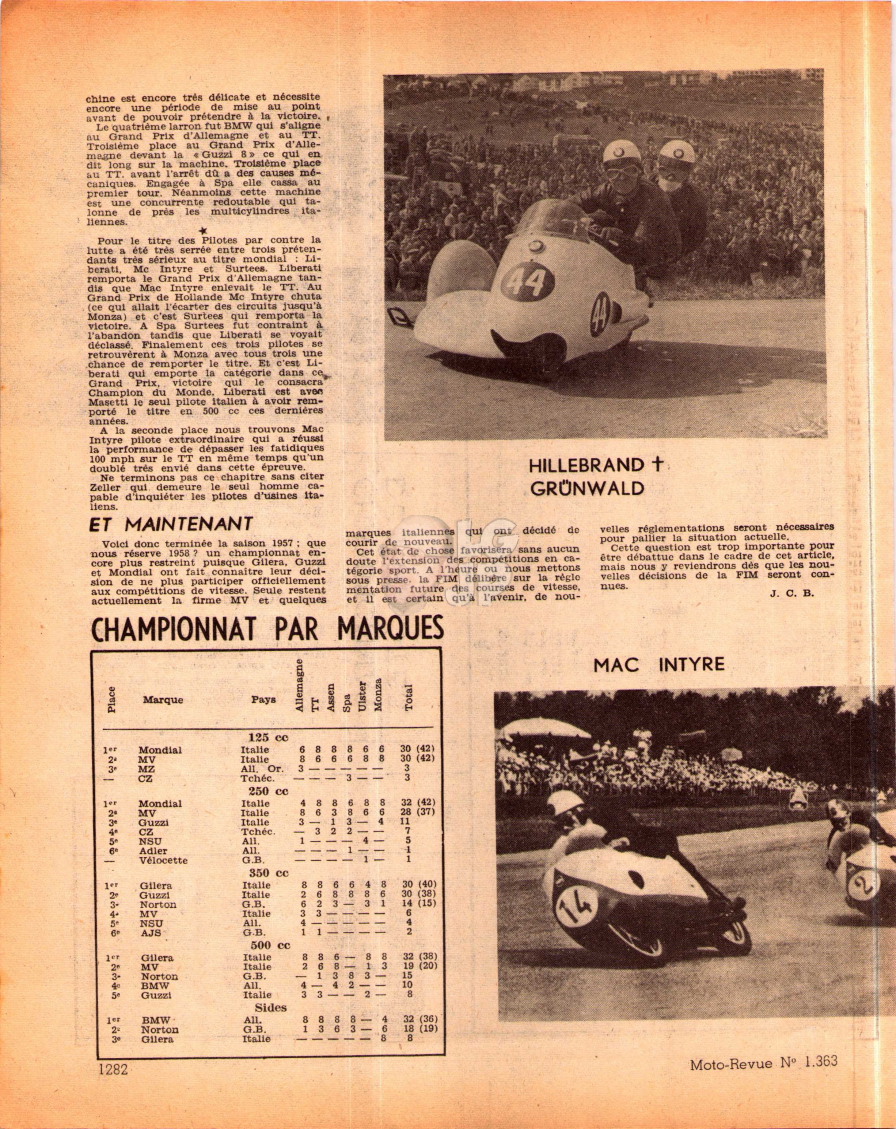 chine est encore très délicate et nécessite
encore une période de mise au point
avant de pouvoir prétendre à la victoire.
Le quatrième larron fut BMW qui s'aligne
au Grand Prix d'Allemagne et au TT.
Troisième place au Grand Prix d'Alle-
magne devant la « Guzzi 8 » ce qui en
dit long sur la machine. Troisième place
au TT. avant l'arrêt dû a des causes mé-
caniques. Engagée à Spa elle cassa au
premier tour. Néanmoins cette machine
est une concurrente redoutable qui ta-
lonne de près les multicylindres ita-
liennes.
★
Pour le titre des Pilotes par contre la
lutte a été très serrée entre trois préten-
dants très sérieux au titre mondial : Li-
berati, Mc Intyre et Surtees. Liberati
remporta le Grand Prix d'Allemagne tan-
dis que Mac Intyre enlevait le TT. Au
Grand Prix de Hollande Mc Intyre chuta
(ce qui allait l'écarter des circuits jusqu'à
Monza) et c'est Surtees qui remporta la
victoire. A Spa Surtees fut contraint à
l'abandon tandis que Liberati se voyait
déclassé. Finalement ces trois pilotes se
retrouvèrent à Monza avec tous trois une
chance de remporter le titre. Et c'est Li-
berati qui emporte la catégorie dans ce
Grand Prix, victoire qui le consacra
Champion du Monde. Liberati est avec
Masetti le seul pilote italien à avoir rem-
porté le titre en 500 cc ces dernières
années.
A la seconde place nous trouvons Mac
Intyre pilote extraordinaire qui a réussi
la performance de dépasser les fatidiques
100 mph sur le TT en même temps qu'un
doublé très envié dans cette épreuve.
Ne terminons pas ce chapitre sans citer
Zeller qui demeure le seul homme ca-
pable d'inquiéter les pilotes d'usines ita-
liens.
ET MAINTENANT
Voici donc terminée la saison 1957 ; que
nous réserve 1958 ? un championnat en-
core plus restreint puisque Gilera, Guzzi
et Mondial ont fait connaître leur déci-
sion de ne plus participer officiellement
aux compétitions de vitesse. Seule restent
actuellement la firme MV et quelques
marques italiennes qui ont décidé de
courir de nouveau.
Cet état de chose favorisera sans aucun
doute l'extension des compétitions en ca-
tégorie sport. A l'heure ou nous mettons
sous presse, la FIM délibère sur la régle
mentation future des courses de vitesse,
et il est certain qu'à l'avenir, de nou-
velles réglementations seront nécessaires
pour pallier la situation actuelle.
Cette question est trop importante pour
être débattue dans le cadre de cet article,
mais nous y reviendrons dès que les nou-
velles décisions de la FIM seront con-
nues.
J. C. B.
44
44
HILLEBRAND †
GRÜNWALD
MAC INTYRE
14
2
CHAMPIONNAT PAR MARQUES
Place Marque Pays Allemagne TT Assen Spa Ulster Monza Total
125 cc
1er Mondial Italie 6 8 8 8 6 6 30 (42)
2e MV Italie 8 6 6 6 8 8 30 (42)
3e MZ All. Or. 3 — — — — — 3
— CZ Tchéc. — — — 3 — — 3
250 cc
1er Mondial Italie 4 8 8 6 8 8 32 (42)
2e MV Italie 8 6 3 8 6 6 28 (37)
3e Guzzi Italie 3 — 1 3 — 4 11
4e CZ Tchéc. — 3 2 2 — — 7
5e NSU All. 1 — — — 4 — 5
6e Adler All. — — — 1 — — 1
— Vélocette G.B. — — — — 1 — 1
350 cc
1er Gilera Italie 8 8 6 6 4 8 30 (40)
2e Guzzi Italie 2 6 8 8 8 6 30 (38)
3e Norton G.B. 6 2 3 — 3 1 14 (15)
4e MV Italie 3 3 — — — — 6
5e NSU All. 4 — — — — — 4
6e AJS G.B. 1 1 — — — — 2
500 cc
1er Gilera Italie 8 8 6 — 8 8 32 (38)
2e MV Italie 2 6 8 — 1 3 19 (20)
3e Norton G.B. — 1 3 8 3 — 15
4e BMW All. 4 — 4 2 — — 10
5e Guzzi Italie 3 3 — — 2 — 8
Sides
1er BMW All. 8 8 8 8 — 4 32 (36)
2e Norton G.B. 1 3 6 3 — 6 18 (19)
3e Gilera Italie — — — — — 8 8
1282
Moto-Revue N° 1.363